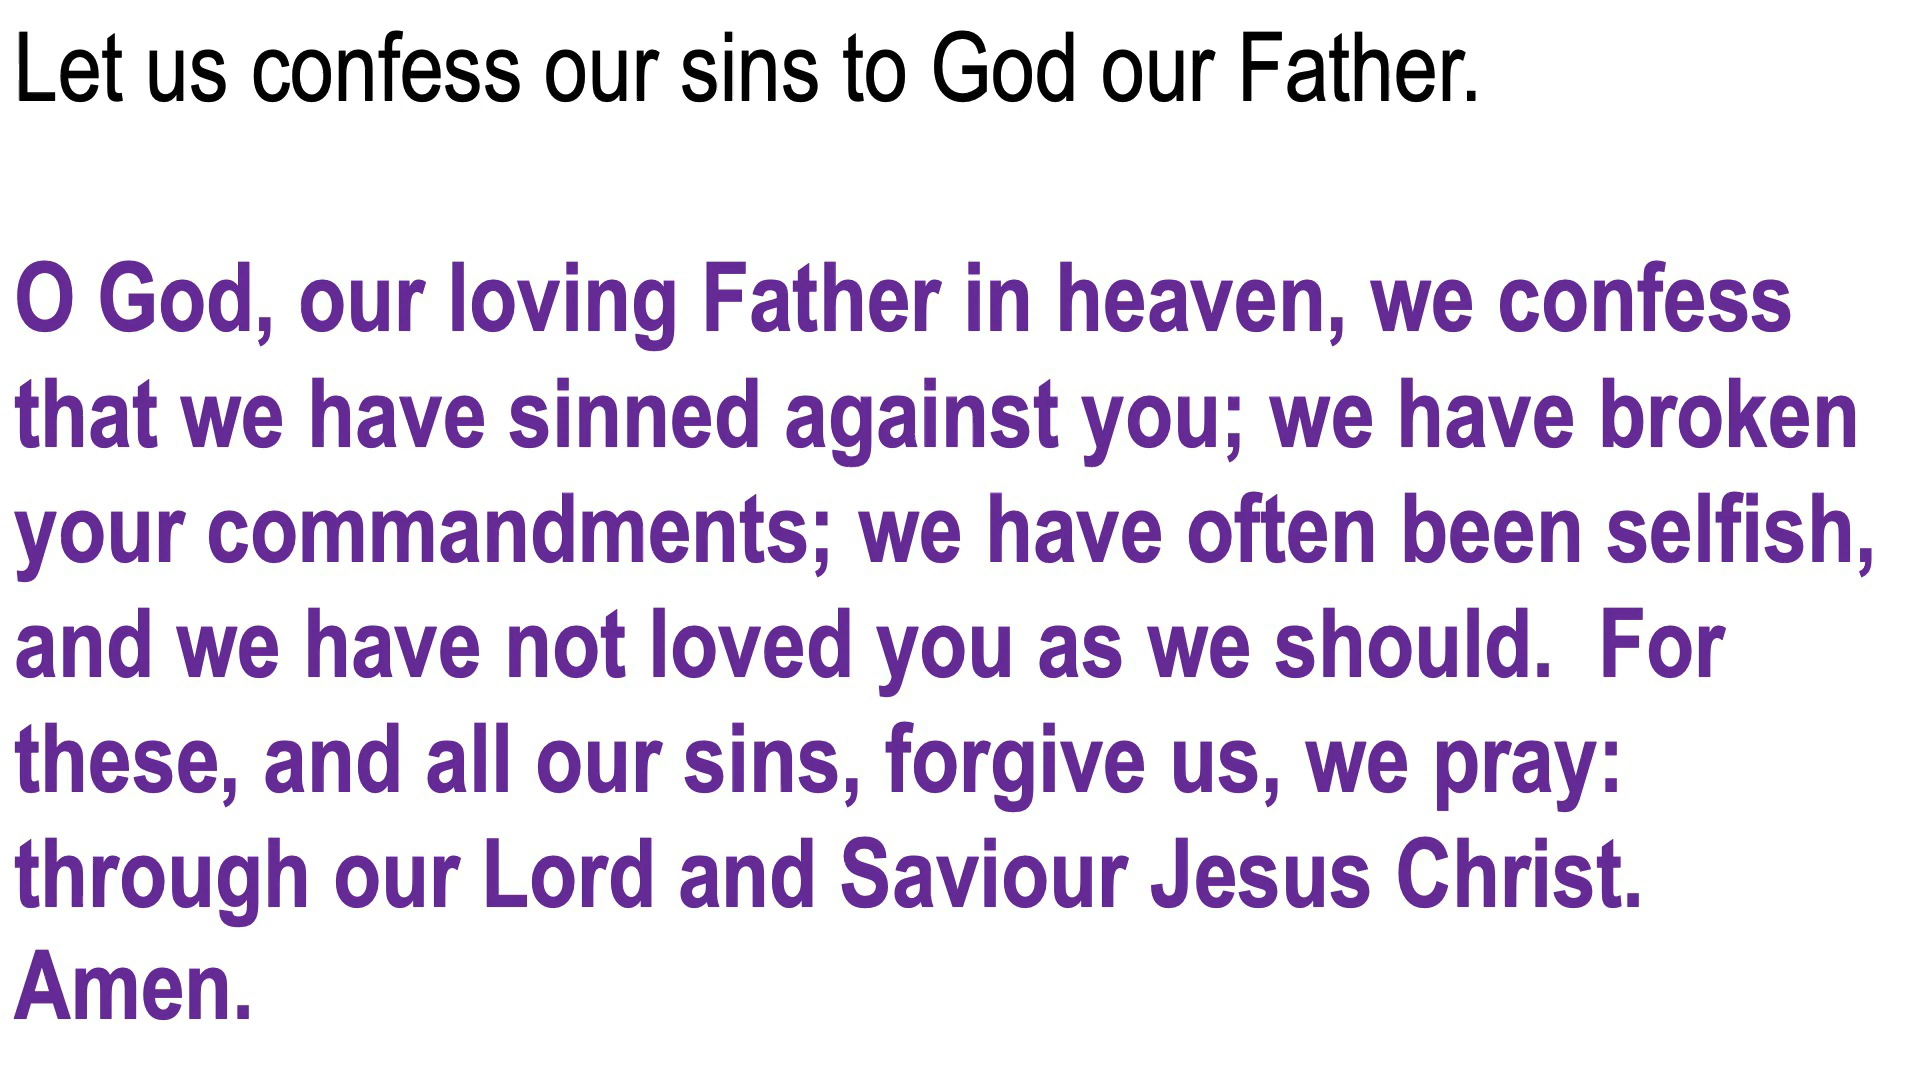 Let us confess our sins to God our Father.
O God, our loving Father in heaven, we confess
that we have sinned against you; we have broken
your commandments; we have often been selfish,
and we have not loved you as we should.  For
these, and all our sins, forgive us, we pray:
through our Lord and Saviour Jesus Christ.
Amen.